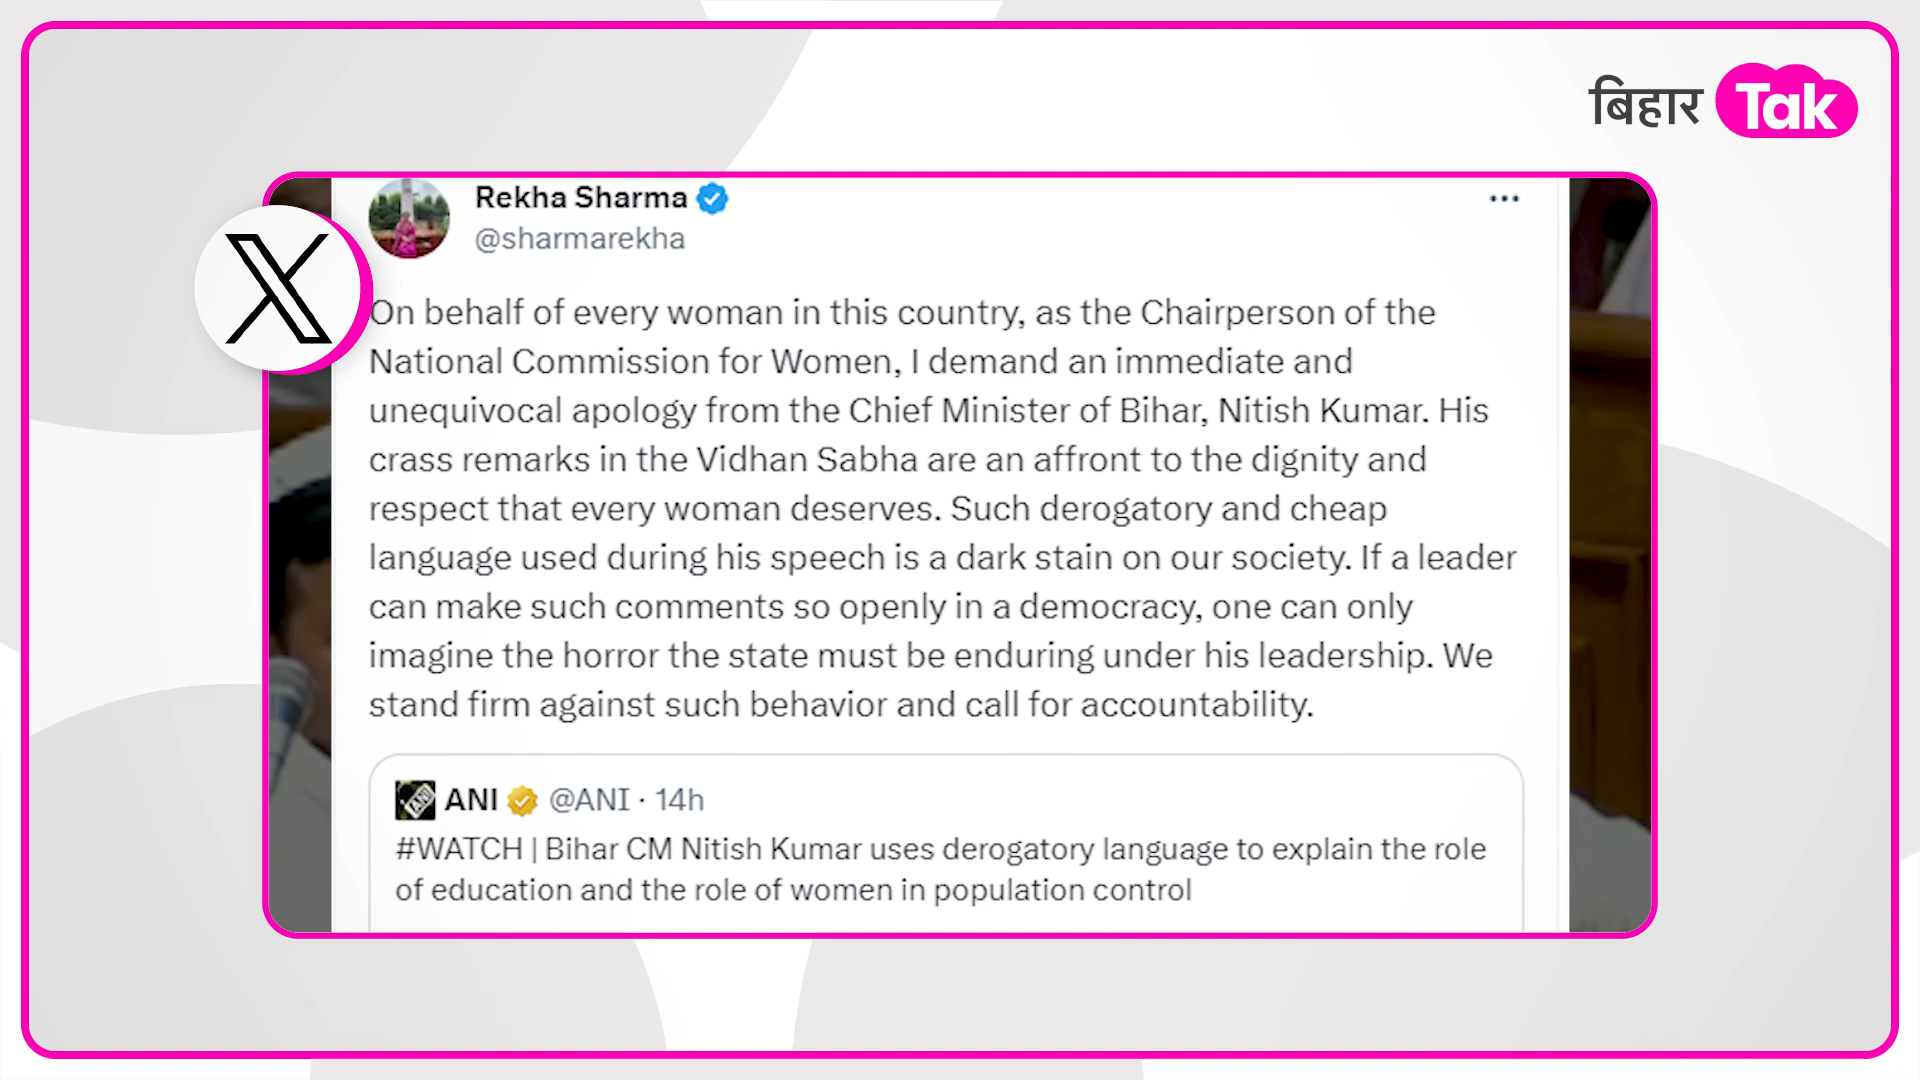 बिहार Tak
Rekha Sharma
@sharmarekha
On behalf of every woman in this country, as the Chairperson of the
National Commission for Women, I demand an immediate and
unequivocal apology from the Chief Minister of Bihar, Nitish Kumar. His
crass remarks in the Vidhan Sabha are an affront to the dignity and
respect that every woman deserves. Such derogatory and cheap
language used during his speech is a dark stain on our society. If a leader
can make such comments so openly in a democracy, one can only
imagine the horror the state must be enduring under his leadership. We
stand firm against such behavior and call for accountability.
ANI @ANI · 14h
#WATCH | Bihar CM Nitish Kumar uses derogatory language to explain the role
of education and the role of women in population control